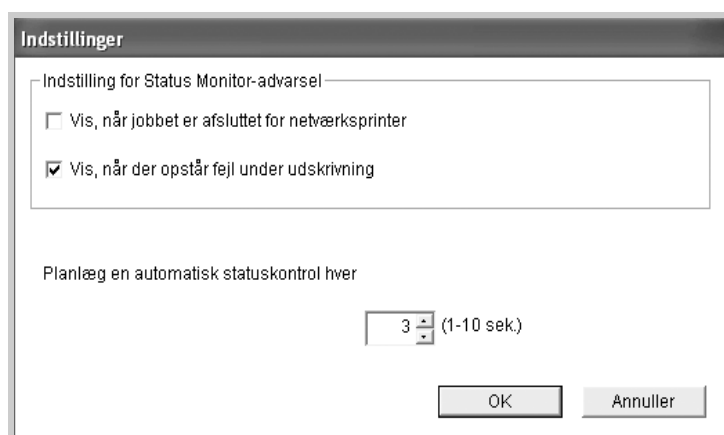 Indstillinger
Indstilling for Status Monitor-advarsel
Vis, når jobbet er afsluttet for netværksprinter
Vis, når der opstår fejl under udskrivning
Planlæg en automatisk statuskontrol hver
3 (1-10 sek.)
OK Annuller